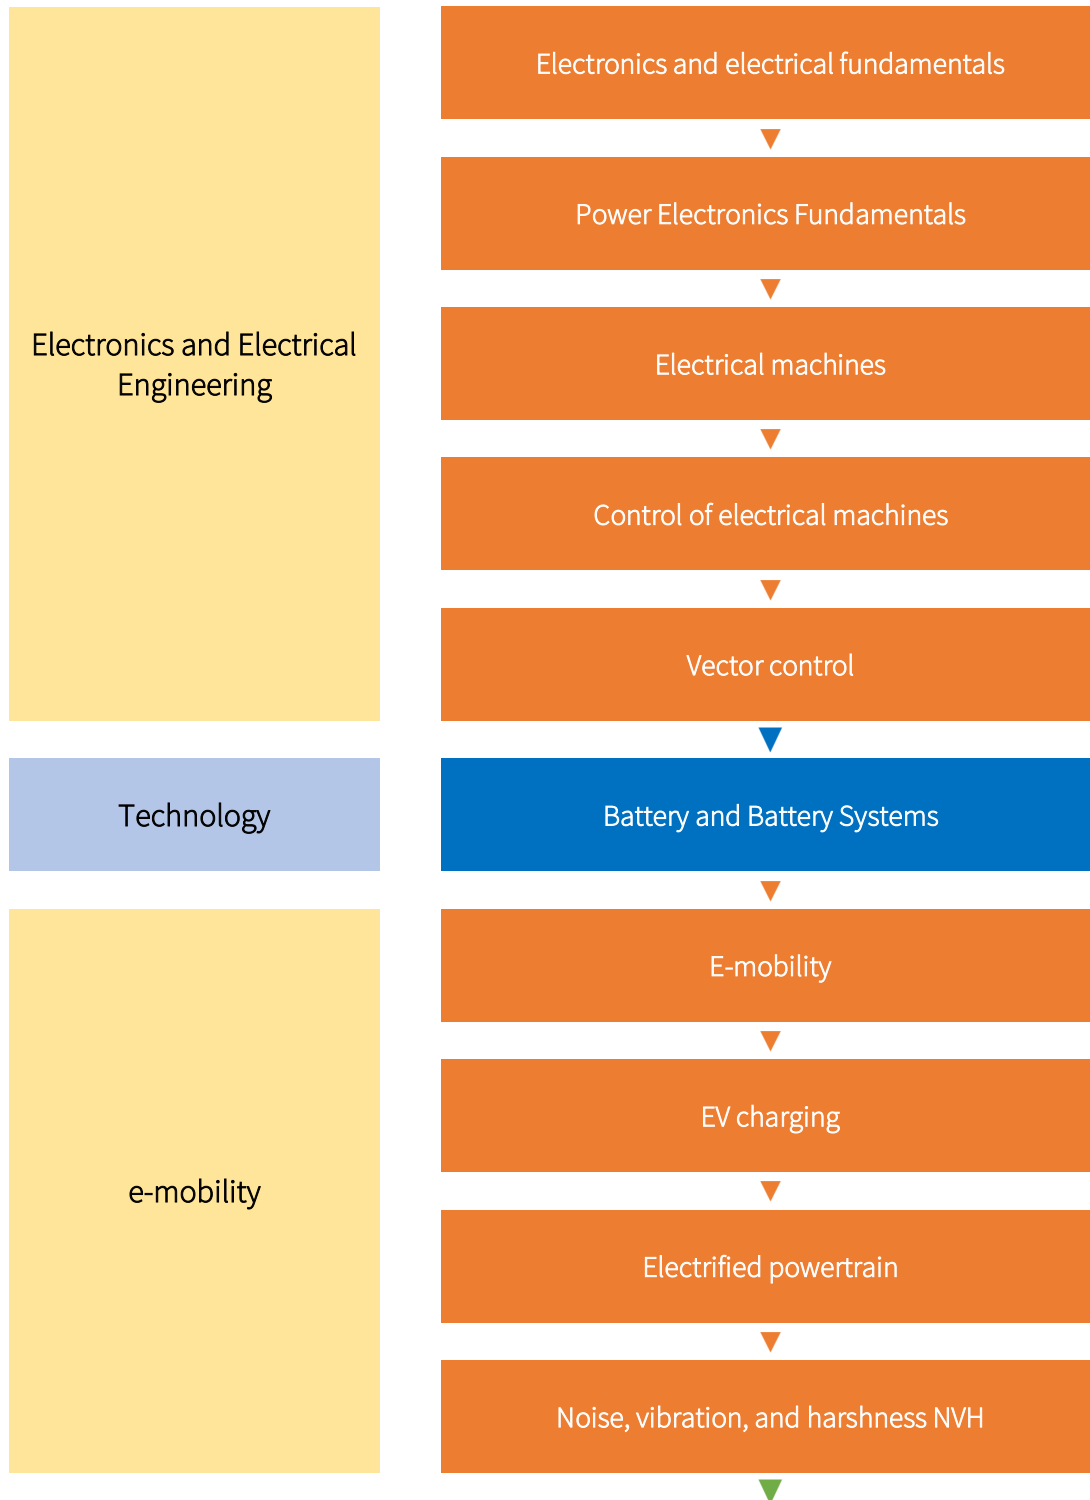 Electronics and Electrical
Engineering
Electronics and electrical fundamentals
Power Electronics Fundamentals
Electrical machines
Control of electrical machines
Vector control
Technology
Battery and Battery Systems
e-mobility
E-mobility
EV charging
Electrified powertrain
Noise, vibration, and harshness NVH